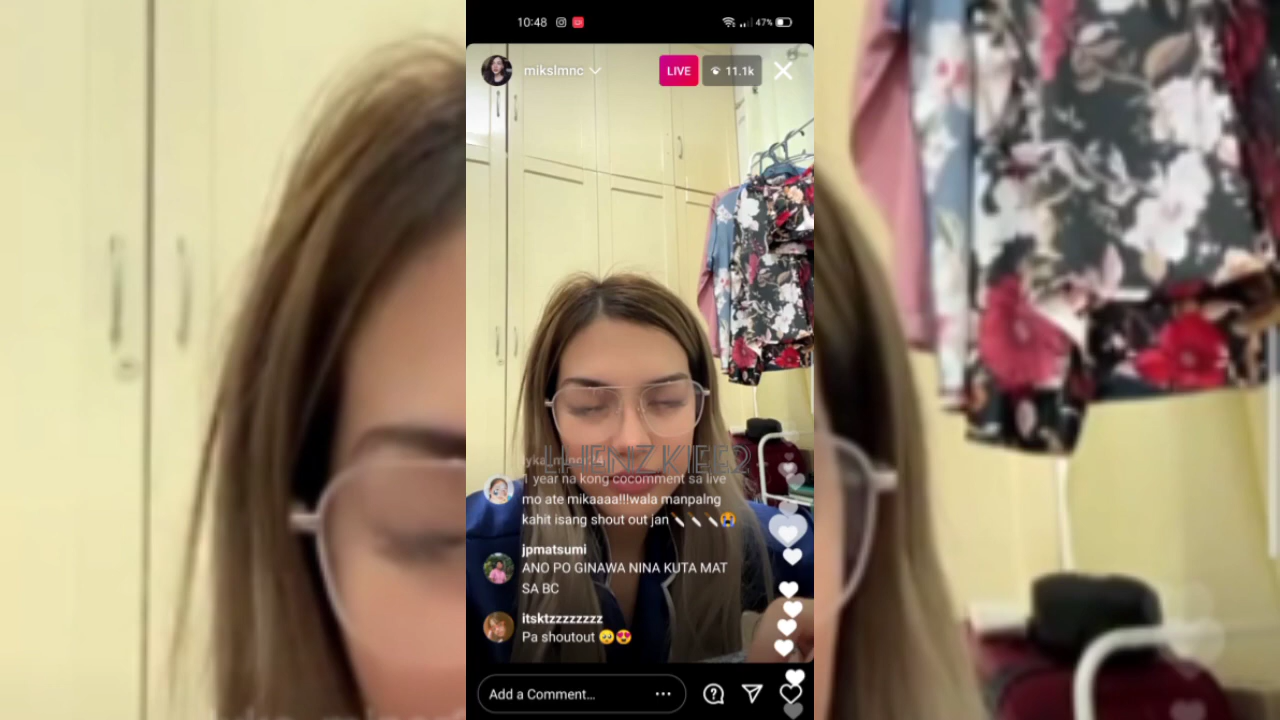 10:48
47%
mikslmnc
LIVE
11.1k
LHENZ KIEE2
1 year na kong cocomment sa live
mo ate mikaaaa!!!wala manpalng
kahit isang shout out jan🔪🔪🔪😭
jpmatsumi
ANO PO GINAWA NINA KUTA MAT
SA BC
itsktzzzzzzzz
Pa shoutout 🥺😍
Add a Comment...